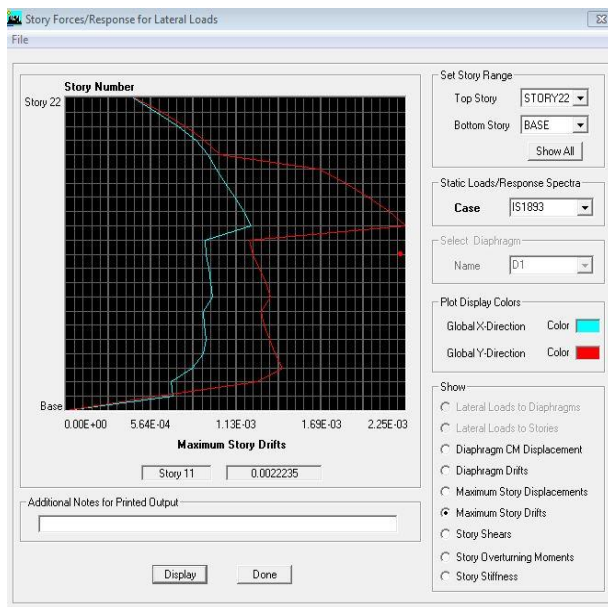 Story Forces/Response for Lateral Loads
File
Story Number
Story 22
Base
0.00E+00 5.64E-04 1.13E-03 1.69E-03 2.25E-03
Maximum Story Drifts
Story 11 0.0022235
Additional Notes for Printed Output
Display Done
Set Story Range
Top Story STORY22
Bottom Story BASE
Show All
Static Loads/Response Spectra
Case IS1893
Select Diaphragm
Name D1
Plot Display Colors
Global X-Direction Color
Global Y-Direction Color
Show
Lateral Loads to Diaphragms
Lateral Loads to Stories
Diaphragm CM Displacement
Diaphragm Drifts
Maximum Story Displacements
Maximum Story Drifts
Story Shears
Story Overturning Moments
Story Stiffness